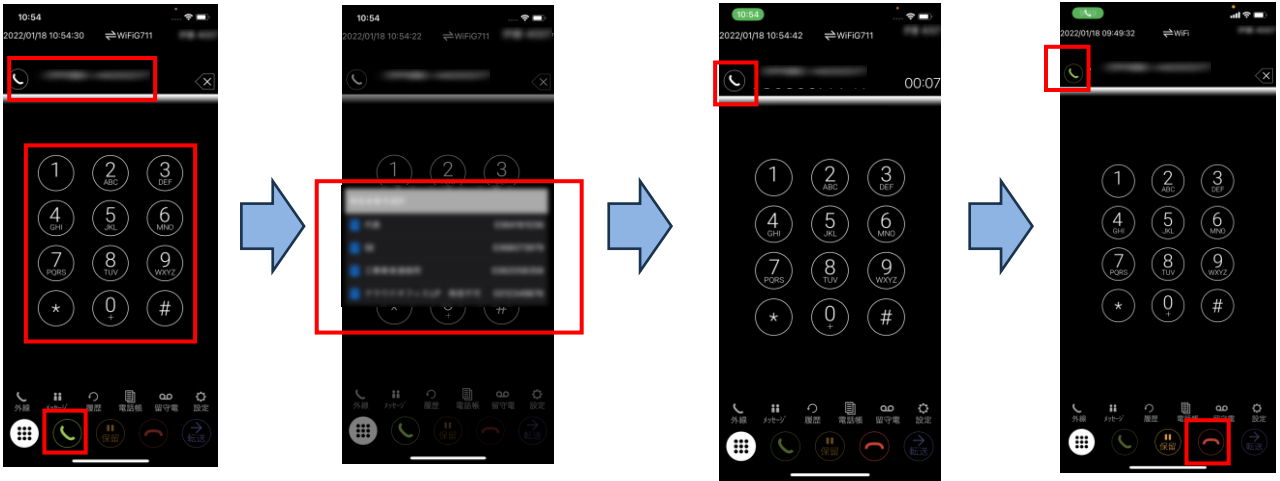 10:54
2022/01/18 10:54:30 ⇌WiFiG711
1 2 3
ABC DEF
4 5 6
GHI JKL MNO
7 8 9
PQRS TUV WXYZ
* 0 #
+
外線 メッセージ 履歴 電話帳 留守電 設定
保留 転送
10:54
2022/01/18 10:54:22 ⇌WiFiG711
1 2 3
外線 メッセージ 履歴 電話帳 留守電 設定
保留 転送
10:54
2022/01/18 10:54:42 ⇌WiFiG711
00:07
1 2 3
ABC DEF
4 5 6
GHI JKL MNO
7 8 9
PQRS TUV WXYZ
* 0 #
+
外線 メッセージ 履歴 電話帳 留守電 設定
保留 転送
2022/01/18 09:49:32 ⇌WiFi
1 2 3
ABC DEF
4 5 6
GHI JKL MNO
7 8 9
PQRS TUV WXYZ
* 0 #
+
外線 メッセージ 履歴 電話帳 留守電 設定
保留 転送